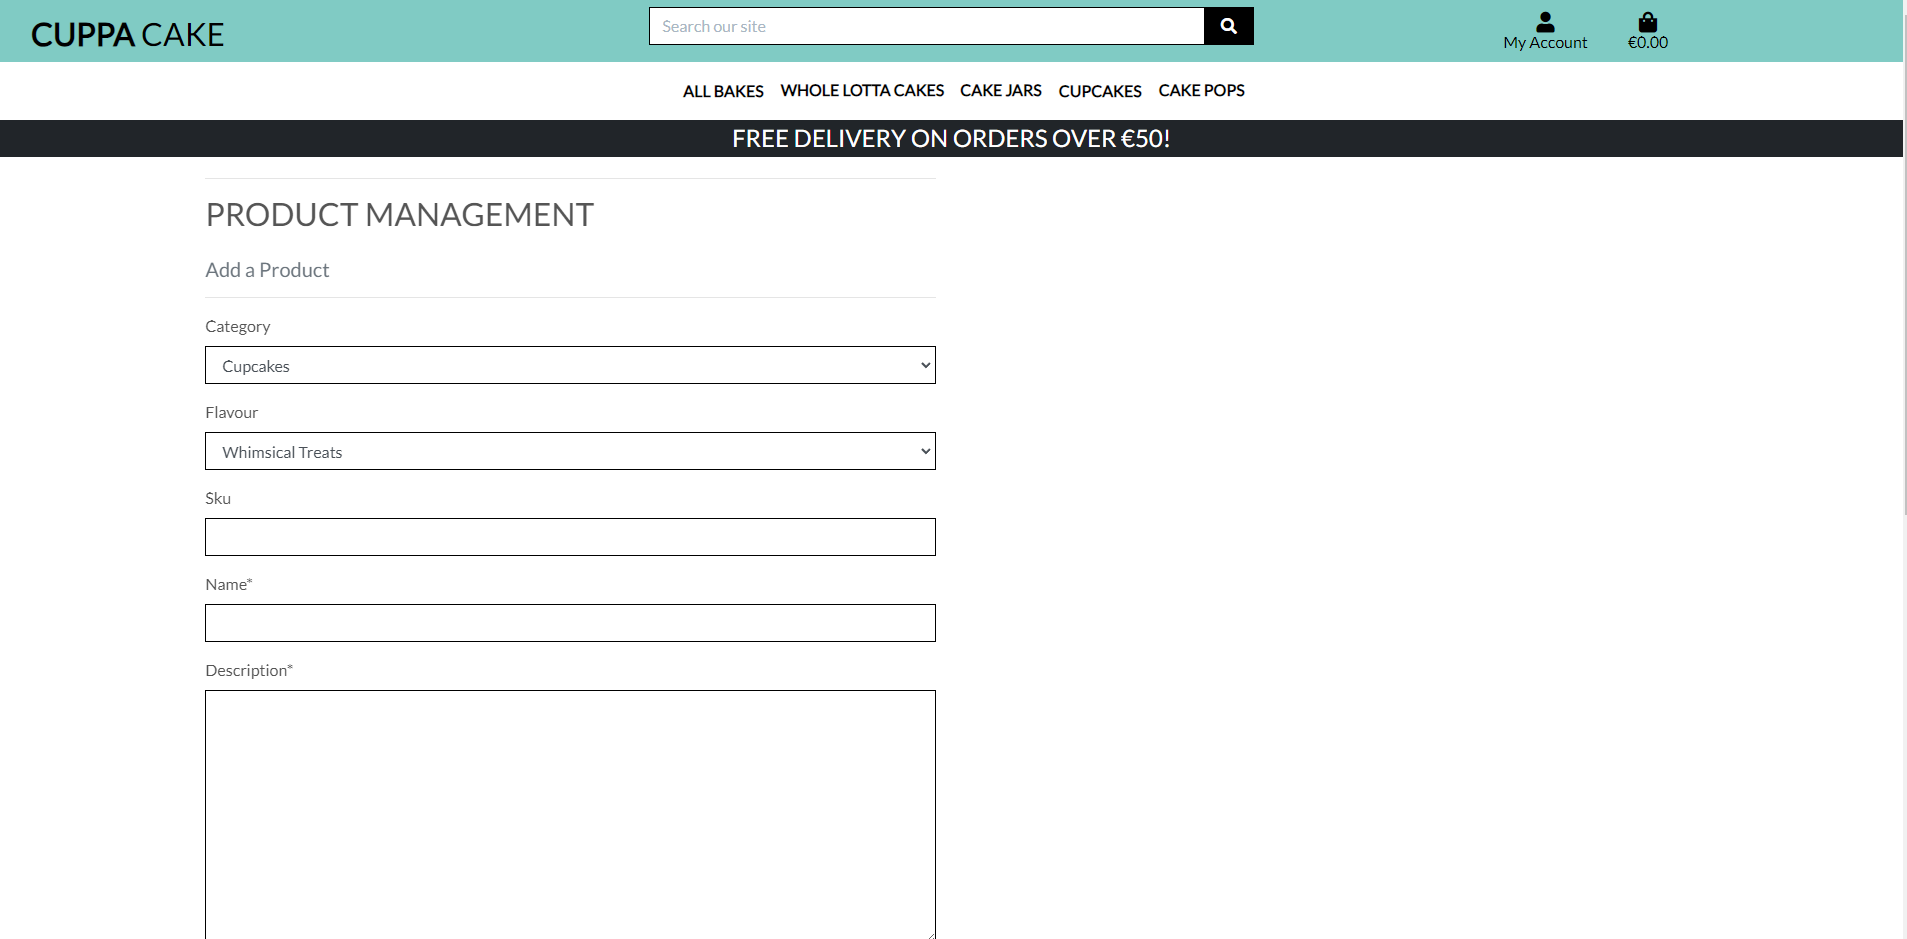 CUPPA CAKE
Search our site
My Account
€0.00
ALL BAKES WHOLE LOTTA CAKES CAKE JARS CUPCAKES CAKE POPS
FREE DELIVERY ON ORDERS OVER €50!
PRODUCT MANAGEMENT
Add a Product
Category
Cupcakes
Flavour
Whimsical Treats
Sku
Name*
Description*